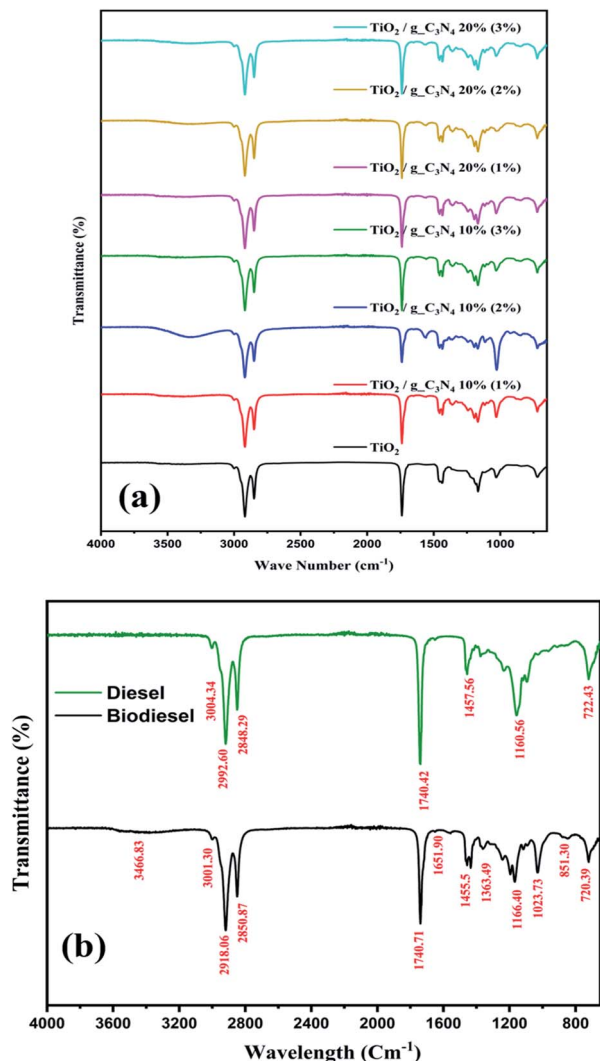 (a)
TiO2 / g_C3N4 20% (3%)
TiO2 / g_C3N4 20% (2%)
TiO2 / g_C3N4 20% (1%)
TiO2 / g_C3N4 10% (3%)
TiO2 / g_C3N4 10% (2%)
TiO2 / g_C3N4 10% (1%)
TiO2
Transmittance (%)
4000 3500 3000 2500 2000 1500 1000
Wave Number (cm-1)
(b)
Diesel
Biodiesel
3004.34
2992.60
2848.29
1740.42
1457.56
1160.56
722.43
3466.83
3001.30
2918.06
2850.87
1740.71
1651.90
1455.5
1363.49
1166.40
1023.73
851.30
720.39
Transmittance (%)
4000 3600 3200 2800 2400 2000 1600 1200 800
Wavelength (Cm-1)